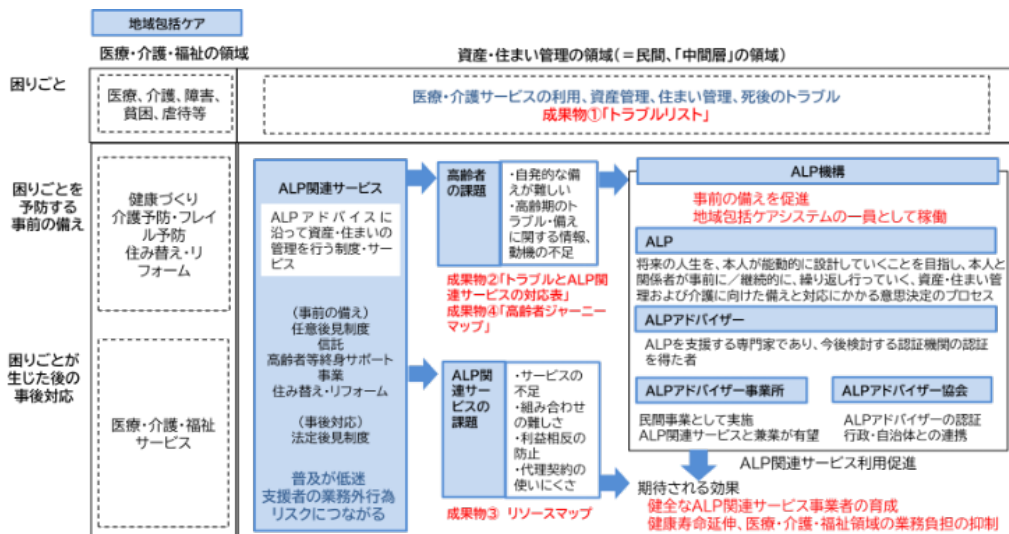 地域包括ケア
医療・介護・福祉の領域
資産・住まい管理の領域(=民間、「中間層」の領域)
困りごと
医療、介護、障害、
貧困、虐待等
医療・介護サービスの利用、資産管理、住まい管理、死後のトラブル
成果物①「トラブルリスト」
困りごとを
予防する
事前の備え
健康づくり
介護予防・フレイ
ル予防
住み替え・リ
フォーム
ALP関連サービス
ALPアドバイスに
沿って資産・住まいの
管理を行う制度・サー
ビス
(事前の備え)
任意後見制度
信託
高齢者等終身サポート
事業
住み替え・リフォーム
(事後対応)
法定後見制度
普及が低迷
支援者の業務外行為
リスクにつながる
高齢者
の課題
・自発的な備
えが難しい
・高齢期のト
ラブル・備え
に関する情報、
動機の不足
成果物②「トラブルとALP関
連サービスの対応表」
成果物④「高齢者ジャーニー
マップ」
ALP機構
事前の備えを促進
地域包括ケアシステムの一員として稼働
ALP
将来の人生を、本人が能動的に設計していくことを目指し、本人と
関係者が事前に/継続的に、繰り返し行っていく、資産・住まい管
理および介護に向けた備えと対応にかかる意思決定のプロセス
ALPアドバイザー
ALPを支援する専門家であり、今後検討する認証機関の認証
を得た者
ALPアドバイザー事業所
民間事業として実施
ALP関連サービスと兼業が有望
ALPアドバイザー協会
ALPアドバイザーの認証
行政・自治体との連携
困りごとが
生じた後の
事後対応
医療・介護・福祉
サービス
ALP関
連サー
ビスの
課題
・サービスの
不足
・組み合わせ
の難しさ
・利益相反の
防止
・代理契約の
使いにくさ
成果物③ リソースマップ
ALP関連サービス利用促進
期待される効果
健全なALP関連サービス事業者の育成
健康寿命延伸、医療・介護・福祉領域の業務負担の抑制